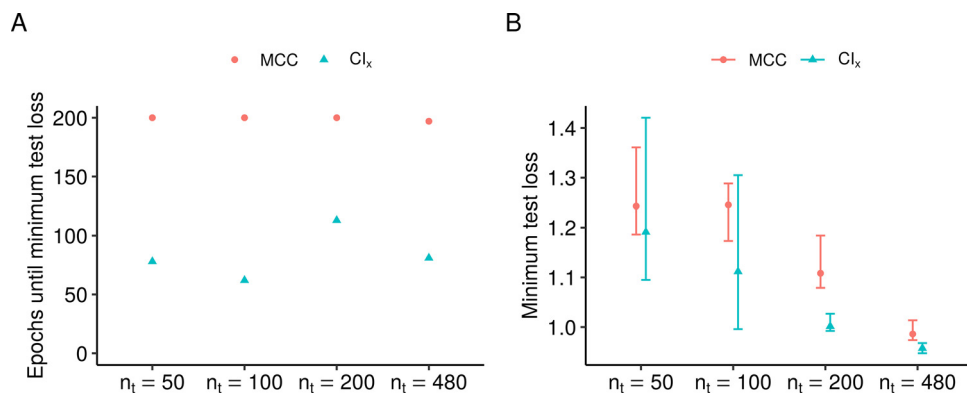 A
MCC CIₓ
Epochs until minimum test loss
200
150
100
50
0
nₜ = 50 nₜ = 100 nₜ = 200 nₜ = 480
B
MCC CIₓ
Minimum test loss
1.4
1.3
1.2
1.1
1.0
nₜ = 50 nₜ = 100 nₜ = 200 nₜ = 480